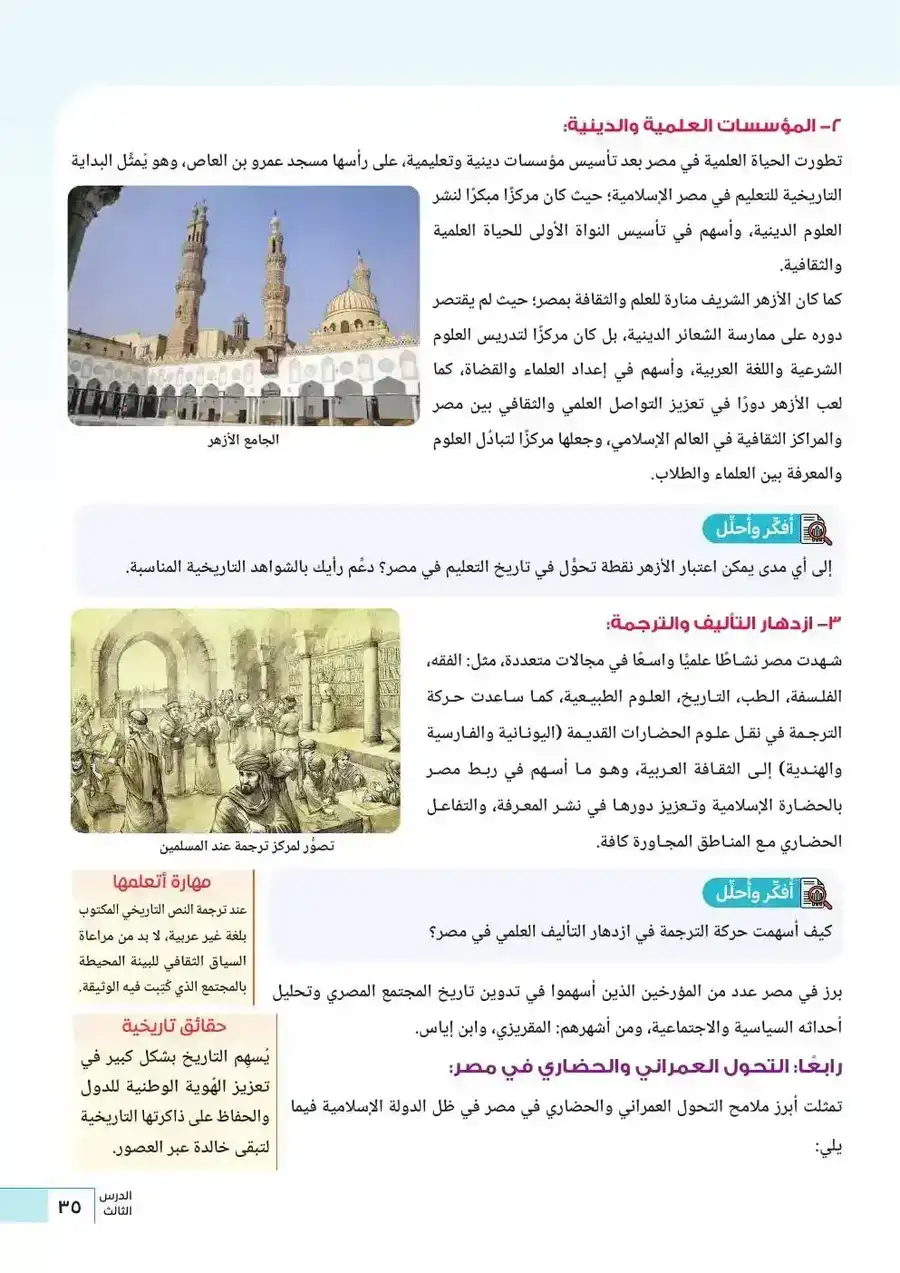 ٢- المؤسسات العلمية والدينية:
تطورت الحياة العلمية في مصر بعد تأسيس مؤسسات دينية وتعليمية، على رأسها مسجد عمرو بن العاص، وهو يُمثِّل البداية
التاريخية للتعليم في مصر الإسلامية؛ حيث كان مركزًا مبكرًا لنشر
العلوم الدينية، وأسهم في تأسيس النواة الأولى للحياة العلمية
والثقافية.
كما كان الأزهر الشريف منارة للعلم والثقافة بمصر؛ حيث لم يقتصر
دوره على ممارسة الشعائر الدينية، بل كان مركزًا لتدريس العلوم
الشرعية واللغة العربية، وأسهم في إعداد العلماء والقضاة، كما
لعب الأزهر دورًا في تعزيز التواصل العلمي والثقافي بين مصر
والمراكز الثقافية في العالم الإسلامي، وجعلها مركزًا لتبادُل العلوم
والمعرفة بين العلماء والطلاب.
الجامع الأزهر
أفكِّر وأحلِّل
إلى أي مدى يمكن اعتبار الأزهر نقطة تحوُّل في تاريخ التعليم في مصر؟ دعِّم رأيك بالشواهد التاريخية المناسبة.
٣- ازدهار التأليف والترجمة:
شهدت مصر نشاطًا علميًّا واسعًا في مجالات متعددة، مثل: الفقه،
الفلسفة، الطب، التاريخ، العلوم الطبيعية، كما ساعدت حركة
الترجمة في نقل علوم الحضارات القديمة (اليونانية والفارسية
والهندية) إلى الثقافة العربية، وهو ما أسهم في ربط مصر
بالحضارة الإسلامية وتعزيز دورها في نشر المعرفة، والتفاعل
الحضاري مع المناطق المجاورة كافة.
تصوُّر لمركز ترجمة عند المسلمين
أفكِّر وأحلِّل
كيف أسهمت حركة الترجمة في ازدهار التأليف العلمي في مصر؟
مهارة أتعلمها
عند ترجمة النص التاريخي المكتوب
بلغة غير عربية، لا بد من مراعاة
السياق الثقافي للبيئة المحيطة
بالمجتمع الذي كُتِبت فيه الوثيقة.
برز في مصر عدد من المؤرخين الذين أسهموا في تدوين تاريخ المجتمع المصري وتحليل
أحداثه السياسية والاجتماعية، ومن أشهرهم: المقريزي، وابن إياس.
رابعًا: التحول العمراني والحضاري في مصر:
تمثلت أبرز ملامح التحول العمراني والحضاري في مصر في ظل الدولة الإسلامية فيما
يلي:
حقائق تاريخية
يُسهِم التاريخ بشكل كبير في
تعزيز الهُوية الوطنية للدول
والحفاظ على ذاكرتها التاريخية
لتبقى خالدة عبر العصور.
الدرس
الثالث
٣٥